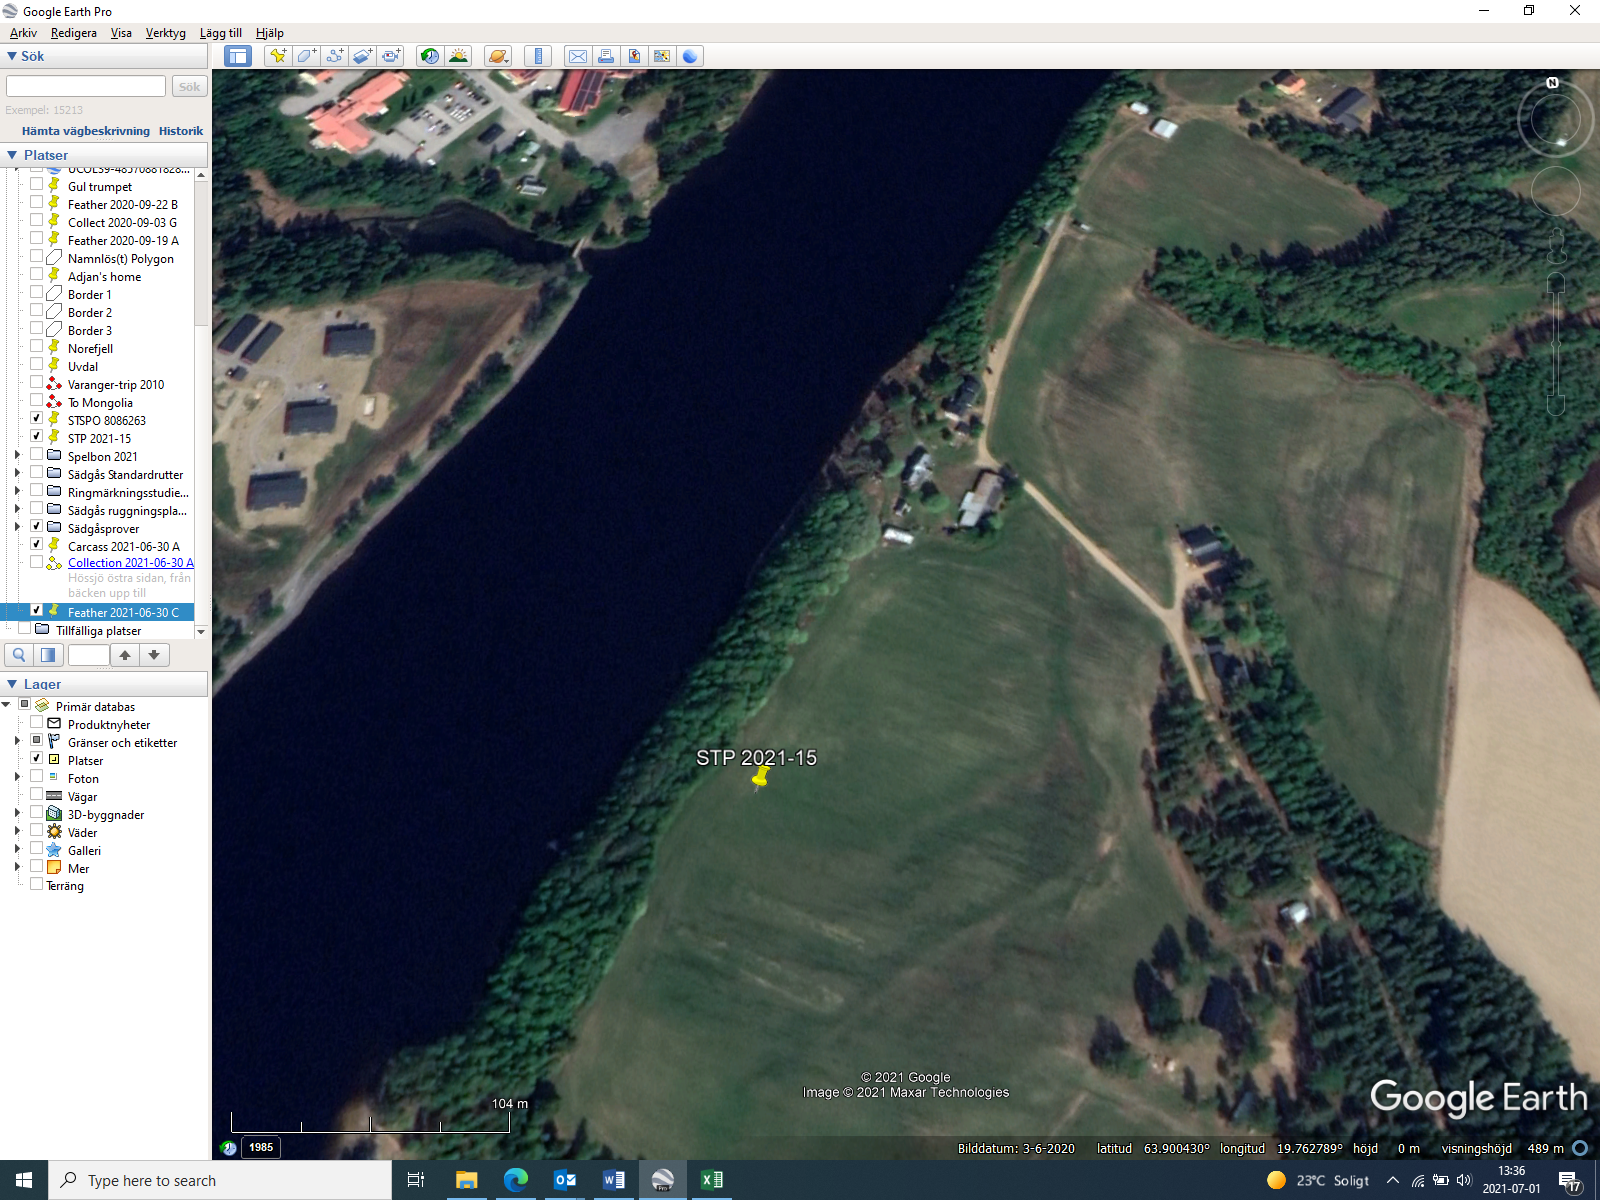 Google Earth Pro
Arkiv Redigera Visa Verktyg Lägg till Hjälp
Sök
Sök
Exempel: 15213
Hämta vägbeskrivning Historik
Platser
Gul trumpet
Feather 2020-09-22 B
Collect 2020-09-03 G
Feather 2020-09-19 A
Namnlös(t) Polygon
Adjan's home
Border 1
Border 2
Border 3
Norefjell
Uvdal
Varanger-trip 2010
To Mongolia
STSPO 8086263
STP 2021-15
Spelbon 2021
Sädgås Standardrutter
Ringmärkningsstudie...
Sädgås ruggningspla...
Sädgåsprover
Carcass 2021-06-30 A
Collection 2021-06-30 A
Hössjö östra sidan, från
bäcken upp till
Feather 2021-06-30 C
Tillfälliga platser
Lager
Primär databas
Produktnyheter
Gränser och etiketter
Platser
Foton
Vägar
3D-byggnader
Väder
Galleri
Mer
Terräng
N
STP 2021-15
© 2021 Google
Image © 2021 Maxar Technologies
Google Earth
104 m
1985
Bilddatum: 3-6-2020 latitud 63.900430° longitud 19.762789° höjd 0 m visningshöjd 489 m
Type here to search
23°C Soligt
13:36
2021-07-01
17